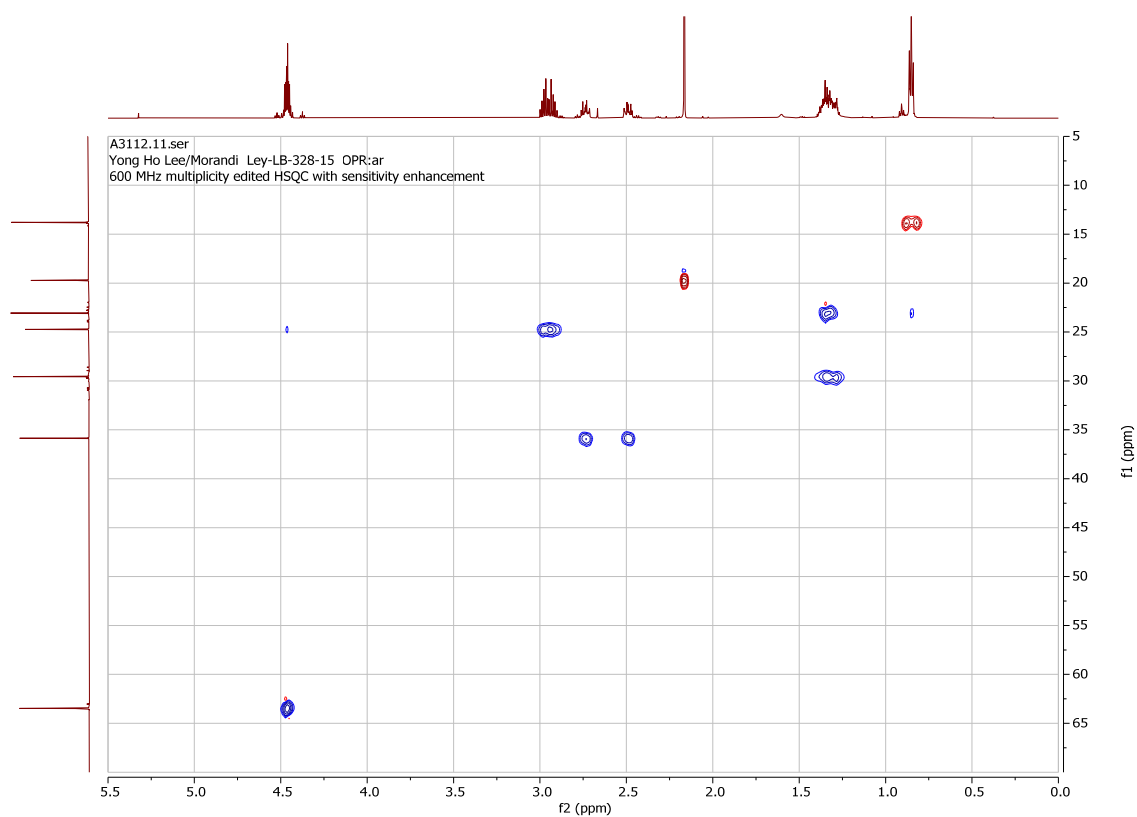 A3112.11.ser
Yong Ho Lee/Morandi Ley-LB-328-15 OPR:ar
600 MHz multiplicity edited HSQC with sensitivity enhancement
5
10
15
20
25
30
35
40
45
50
55
60
65
f1 (ppm)
5.5 5.0 4.5 4.0 3.5 3.0 2.5 2.0 1.5 1.0 0.5 0.0
f2 (ppm)